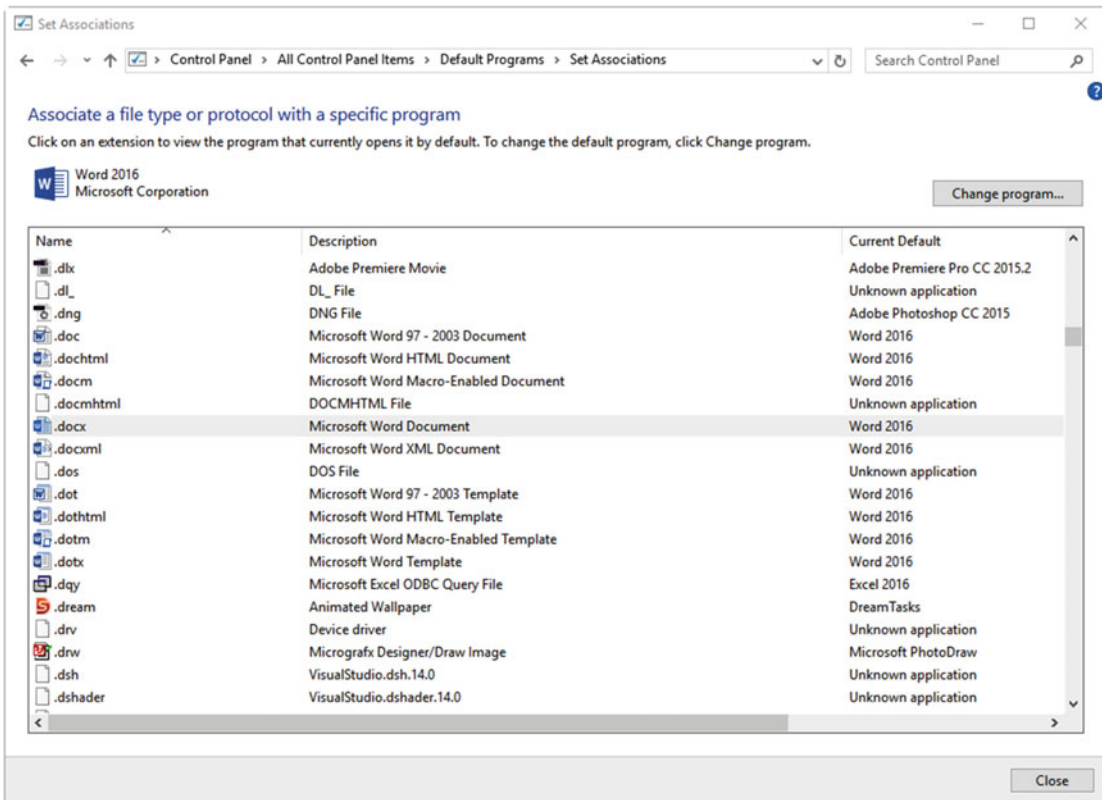 Set Associations
Control Panel > All Control Panel Items > Default Programs > Set Associations
Search Control Panel
?
Associate a file type or protocol with a specific program
Click on an extension to view the program that currently opens it by default. To change the default program, click Change program.
W
Word 2016
Microsoft Corporation
Change program...
Name Description Current Default
.dlx Adobe Premiere Movie Adobe Premiere Pro CC 2015.2
.dl_ DL_ File Unknown application
.dng DNG File Adobe Photoshop CC 2015
.doc Microsoft Word 97 - 2003 Document Word 2016
.dochtml Microsoft Word HTML Document Word 2016
.docm Microsoft Word Macro-Enabled Document Word 2016
.docmhtml DOCMHTML File Unknown application
.docx Microsoft Word Document Word 2016
.docxml Microsoft Word XML Document Word 2016
.dos DOS File Unknown application
.dot Microsoft Word 97 - 2003 Template Word 2016
.dothtml Microsoft Word HTML Template Word 2016
.dotm Microsoft Word Macro-Enabled Template Word 2016
.dotx Microsoft Word Template Word 2016
.dqy Microsoft Excel ODBC Query File Excel 2016
.dream Animated Wallpaper DreamTasks
.drv Device driver Unknown application
.drw Micrografx Designer/Draw Image Microsoft PhotoDraw
.dsh VisualStudio.dsh.14.0 Unknown application
.dshader VisualStudio.dshader.14.0 Unknown application
Close